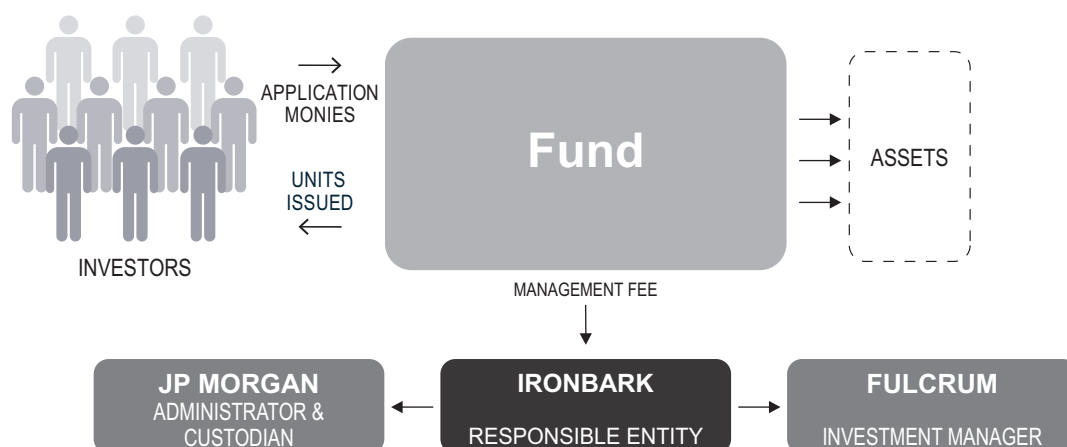 APPLICATION
MONIES
UNITS
ISSUED
INVESTORS
Fund
ASSETS
MANAGEMENT FEE
JP MORGAN
ADMINISTRATOR &
CUSTODIAN
IRONBARK
RESPONSIBLE ENTITY
FULCRUM
INVESTMENT MANAGER